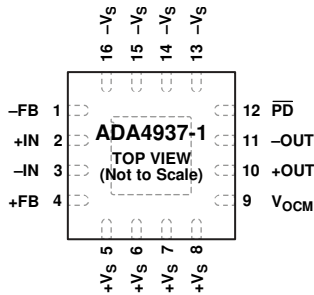 16 –VS
15 –VS
14 –VS
13 –VS
–FB 1
+IN 2
–IN 3
+FB 4
ADA4937-1
TOP VIEW
(Not to Scale)
12 PD
11 –OUT
10 +OUT
9 VOCM
+VS 5
+VS 6
+VS 7
+VS 8